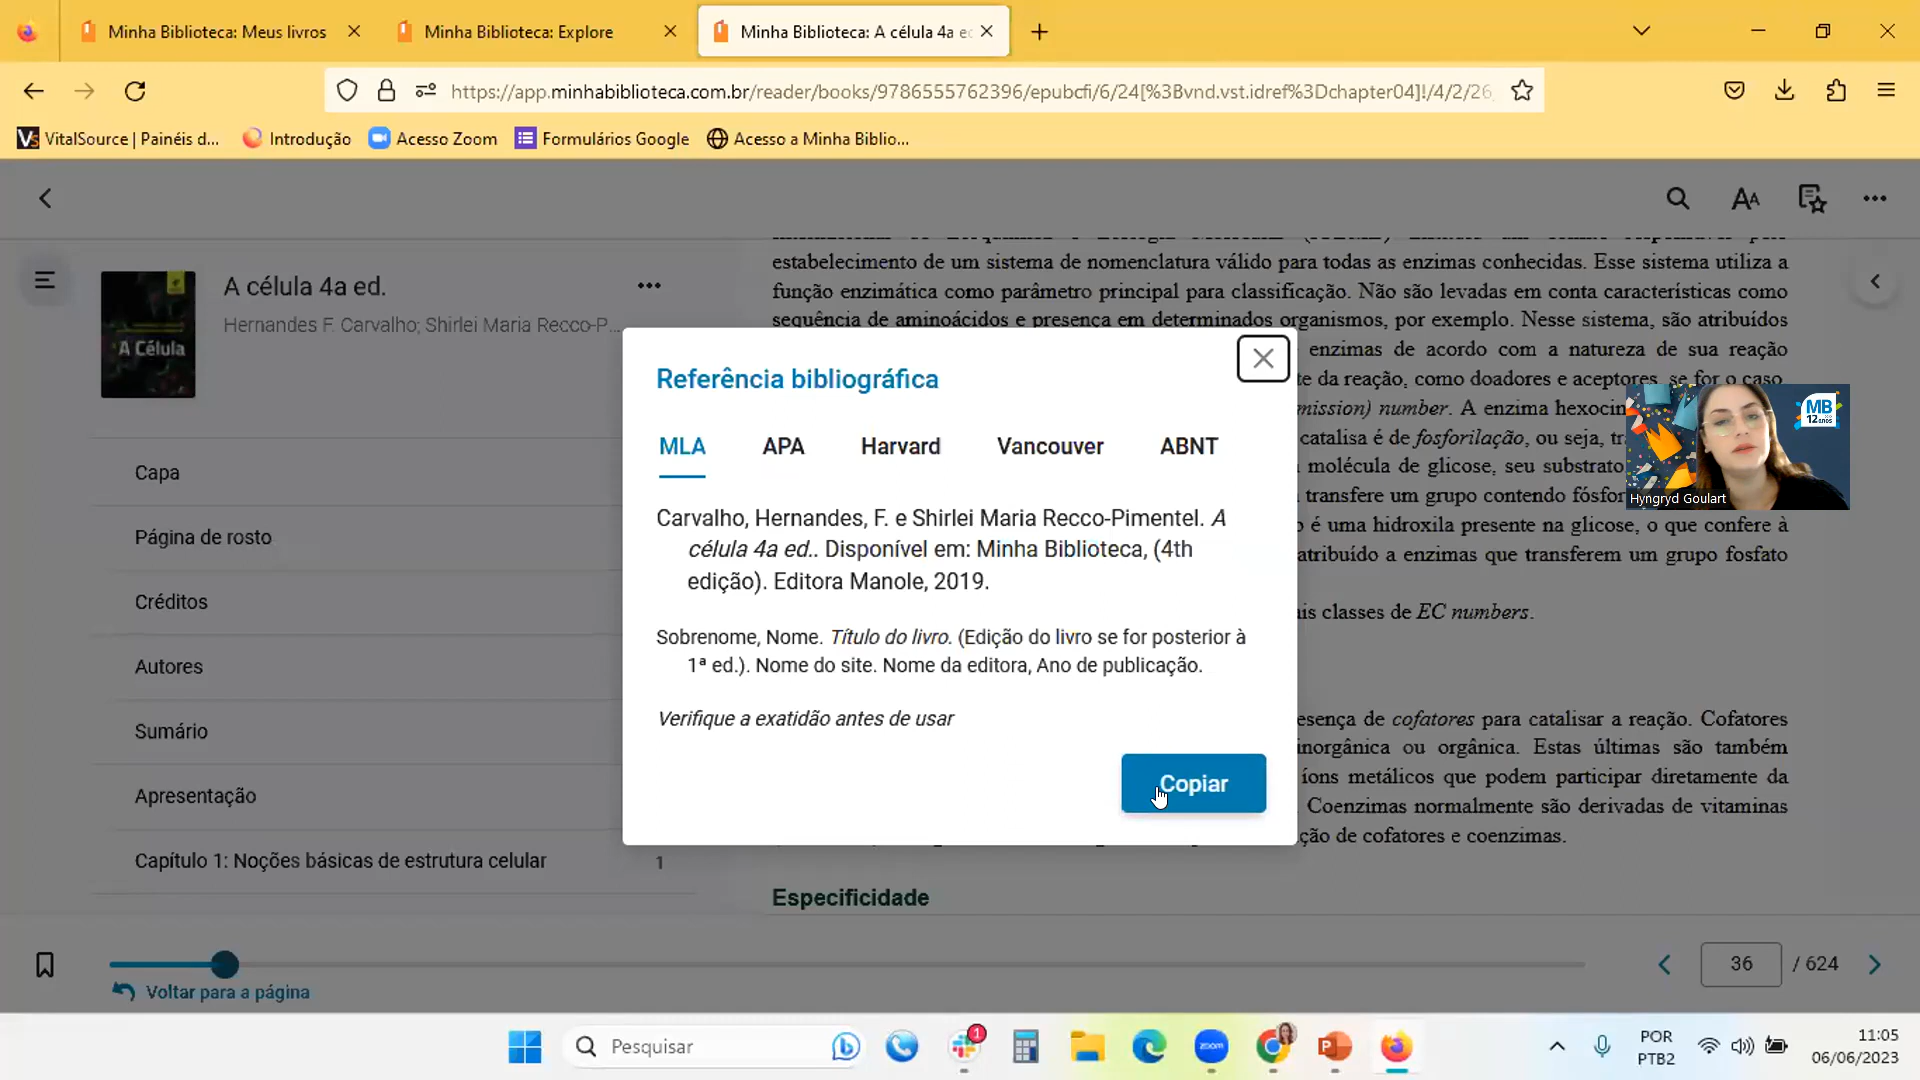 Minha Biblioteca: Meus livros
Minha Biblioteca: Explore
Minha Biblioteca: A célula 4a
https://app.minhabiblioteca.com.br/reader/books/9786555762396/epubcfi/6/24[%3Bvnd.vst.idref%3Dchapter04]!/4/2/26
VitalSource | Painéis d...
Introdução
Acesso Zoom
Formulários Google
Acesso a Minha Biblio...
A célula 4a ed.
Hernandes F. Carvalho; Shirlei Maria Recco-P...
A Célula
Capa
Página de rosto
Créditos
Autores
Sumário
Apresentação
Capítulo 1: Noções básicas de estrutura celular
1
estabelecimento de um sistema de nomenclatura válido para todas as enzimas conhecidas. Esse sistema utiliza a
função enzimática como parâmetro principal para classificação. Não são levadas em conta características como
sequência de aminoácidos e presença em determinados organismos, por exemplo. Nesse sistema, são atribuídos
enzimas de acordo com a natureza de sua reação
te da reação, como doadores e aceptores, se for o caso.
mission) number. A enzima hexocin
catalisa é de fosforilação, ou seja, tr
molécula de glicose, seu substrato
transfere um grupo contendo fósfor
é uma hidroxila presente na glicose, o que confere à
atribuído a enzimas que transferem um grupo fosfato
ais classes de EC numbers.
esença de cofatores para catalisar a reação. Cofatores
inorgânica ou orgânica. Estas últimas são também
íons metálicos que podem participar diretamente da
Coenzimas normalmente são derivadas de vitaminas
ção de cofatores e coenzimas.
Especificidade
Referência bibliográfica
MLA APA Harvard Vancouver ABNT
Carvalho, Hernandes, F. e Shirlei Maria Recco-Pimentel. A
célula 4a ed.. Disponível em: Minha Biblioteca, (4th
edição). Editora Manole, 2019.
Sobrenome, Nome. Título do livro. (Edição do livro se for posterior à
1ª ed.). Nome do site. Nome da editora, Ano de publicação.
Verifique a exatidão antes de usar
Copiar
MB
12 anos
Hyngryd Goulart
Voltar para a página
36 / 624
Pesquisar
1
zoom
POR
PTB2
11:05
06/06/2023